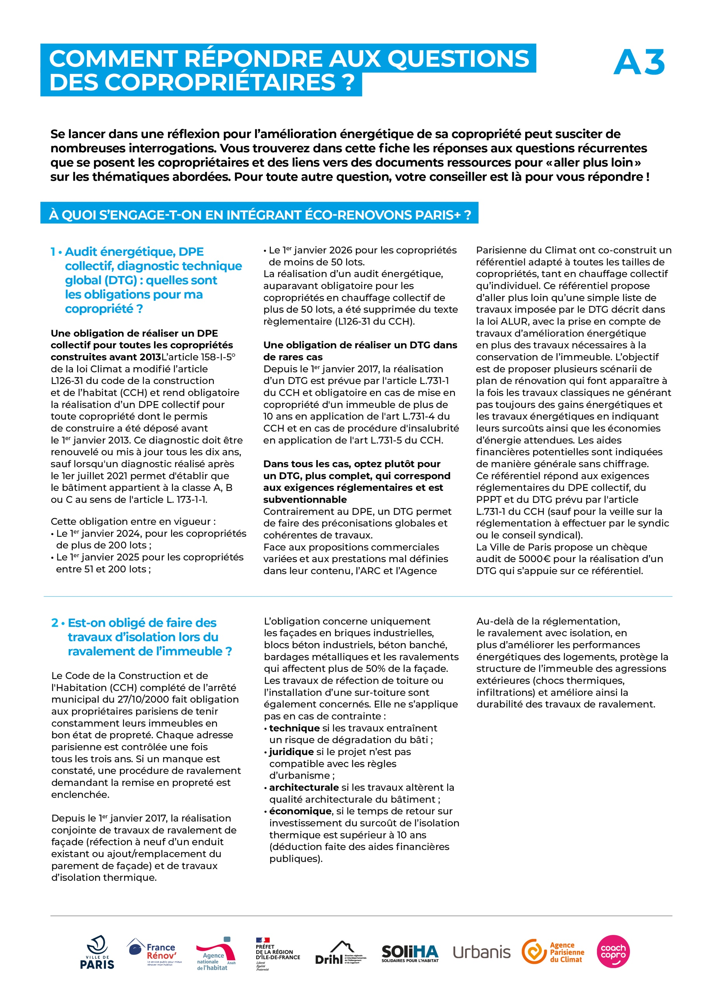 COMMENT RÉPONDRE AUX QUESTIONS
DES COPROPRIÉTAIRES ?
A3
Se lancer dans une réflexion pour l’amélioration énergétique de sa copropriété peut susciter de
nombreuses interrogations. Vous trouverez dans cette fiche les réponses aux questions récurrentes
que se posent les copropriétaires et des liens vers des documents ressources pour «aller plus loin»
sur les thématiques abordées. Pour toute autre question, votre conseiller est là pour vous répondre !
À QUOI S’ENGAGE-T-ON EN INTÉGRANT ÉCO-RENOVONS PARIS+ ?
1 • Audit énergétique, DPE
collectif, diagnostic technique
global (DTG) : quelles sont
les obligations pour ma
copropriété ?
Une obligation de réaliser un DPE
collectif pour toutes les copropriétés
construites avant 2013L’article 158-I-5°
de la loi Climat a modifié l’article
L126-31 du code de la construction
et de l’habitat (CCH) et rend obligatoire
la réalisation d’un DPE collectif pour
toute copropriété dont le permis
de construire a été déposé avant
le 1er janvier 2013. Ce diagnostic doit être
renouvelé ou mis à jour tous les dix ans,
sauf lorsqu'un diagnostic réalisé après
le 1er juillet 2021 permet d'établir que
le bâtiment appartient à la classe A, B
ou C au sens de l'article L. 173-1-1.
Cette obligation entre en vigueur :
• Le 1er janvier 2024, pour les copropriétés
de plus de 200 lots ;
• Le 1er janvier 2025 pour les copropriétés
entre 51 et 200 lots ;
• Le 1er janvier 2026 pour les copropriétés
de moins de 50 lots.
La réalisation d’un audit énergétique,
auparavant obligatoire pour les
copropriétés en chauffage collectif de
plus de 50 lots, a été supprimée du texte
règlementaire (L126-31 du CCH).
Une obligation de réaliser un DTG dans
de rares cas
Depuis le 1er janvier 2017, la réalisation
d’un DTG est prévue par l'article L.731-1
du CCH et obligatoire en cas de mise en
copropriété d'un immeuble de plus de
10 ans en application de l'art L.731-4 du
CCH et en cas de procédure d'insalubrité
en application de l'art L.731-5 du CCH.
Dans tous les cas, optez plutôt pour
un DTG, plus complet, qui correspond
aux exigences réglementaires et est
subventionnable
Contrairement au DPE, un DTG permet
de faire des préconisations globales et
cohérentes de travaux.
Face aux propositions commerciales
variées et aux prestations mal définies
dans leur contenu, l’ARC et l’Agence
Parisienne du Climat ont co-construit un
référentiel adapté à toutes les tailles de
copropriétés, tant en chauffage collectif
qu’individuel. Ce référentiel propose
d’aller plus loin qu’une simple liste de
travaux imposée par le DTG décrit dans
la loi ALUR, avec la prise en compte de
travaux d’amélioration énergétique
en plus des travaux nécessaires à la
conservation de l’immeuble. L’objectif
est de proposer plusieurs scénarii de
plan de rénovation qui font apparaître à
la fois les travaux classiques ne générant
pas toujours des gains énergétiques et
les travaux énergétiques en indiquant
leurs surcoûts ainsi que les économies
d’énergie attendues. Les aides
financières potentielles sont indiquées
de manière générale sans chiffrage.
Ce référentiel répond aux exigences
réglementaires du DPE collectif, du
PPPT et du DTG prévu par l'article
L.731-1 du CCH (sauf pour la veille sur la
réglementation à effectuer par le syndic
ou le conseil syndical).
La Ville de Paris propose un chèque
audit de 5000€ pour la réalisation d’un
DTG qui s’appuie sur ce référentiel.
2 • Est-on obligé de faire des
travaux d’isolation lors du
ravalement de l’immeuble ?
Le Code de la Construction et de
l'Habitation (CCH) complété de l’arrêté
municipal du 27/10/2000 fait obligation
aux propriétaires parisiens de tenir
constamment leurs immeubles en
bon état de propreté. Chaque adresse
parisienne est contrôlée une fois
tous les trois ans. Si un manque est
constaté, une procédure de ravalement
demandant la remise en propreté est
enclenchée.
Depuis le 1er janvier 2017, la réalisation
conjointe de travaux de ravalement de
façade (réfection à neuf d’un enduit
existant ou ajout/remplacement du
parement de façade) et de travaux
d’isolation thermique.
L’obligation concerne uniquement
les façades en briques industrielles,
blocs béton industriels, béton banché,
bardages métalliques et les ravalements
qui affectent plus de 50% de la façade.
Les travaux de réfection de toiture ou
l’installation d’une sur-toiture sont
également concernés. Elle ne s’applique
pas en cas de contrainte :
• technique si les travaux entraînent
un risque de dégradation du bâti ;
• juridique si le projet n’est pas
compatible avec les règles
d’urbanisme ;
• architecturale si les travaux altèrent la
qualité architecturale du bâtiment ;
• économique, si le temps de retour sur
investissement du surcoût de l’isolation
thermique est supérieur à 10 ans
(déduction faite des aides financières
publiques).
Au-delà de la réglementation,
le ravalement avec isolation, en
plus d’améliorer les performances
énergétiques des logements, protège la
structure de l’immeuble des agressions
extérieures (chocs thermiques,
infiltrations) et améliore ainsi la
durabilité des travaux de ravalement.
VILLE DE
PARIS
France
Rénov’
Le service public pour mieux
rénover mon habitat
Agence
nationale
de l'habitat
Anah
PRÉFET
DE LA RÉGION
D’ÎLE-DE-FRANCE
Liberté
Égalité
Fraternité
Drihl
Direction régionale
et interdépartementale
de l’Hébergement
et du Logement
SOLiHA
SOLIDAIRES POUR L’HABITAT
Urbanis
Agence
Parisienne
du Climat
coach
copro